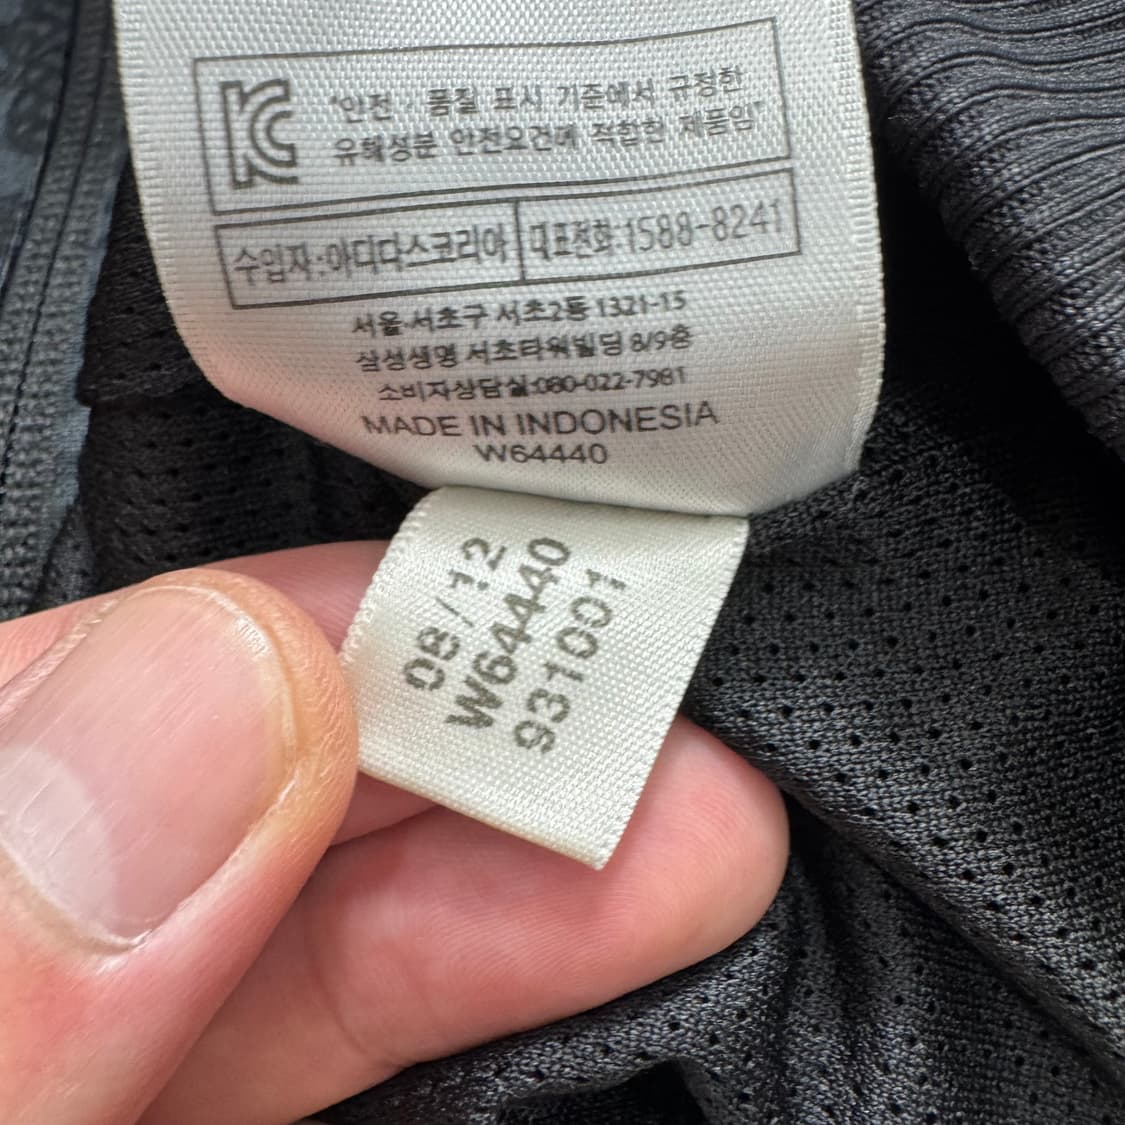 KC
"안전·품질 표시 기준에서 규정한
유해성분 안전요건에 적합한 제품임"
수입자:아디다스코리아
대표전화:1588-8241
서울 서초구 서초2동 1321-15
삼성생명 서초타워빌딩 8/9층
소비자상담실:080-022-7981
MADE IN INDONESIA
W64440
08/12
W64440
931001